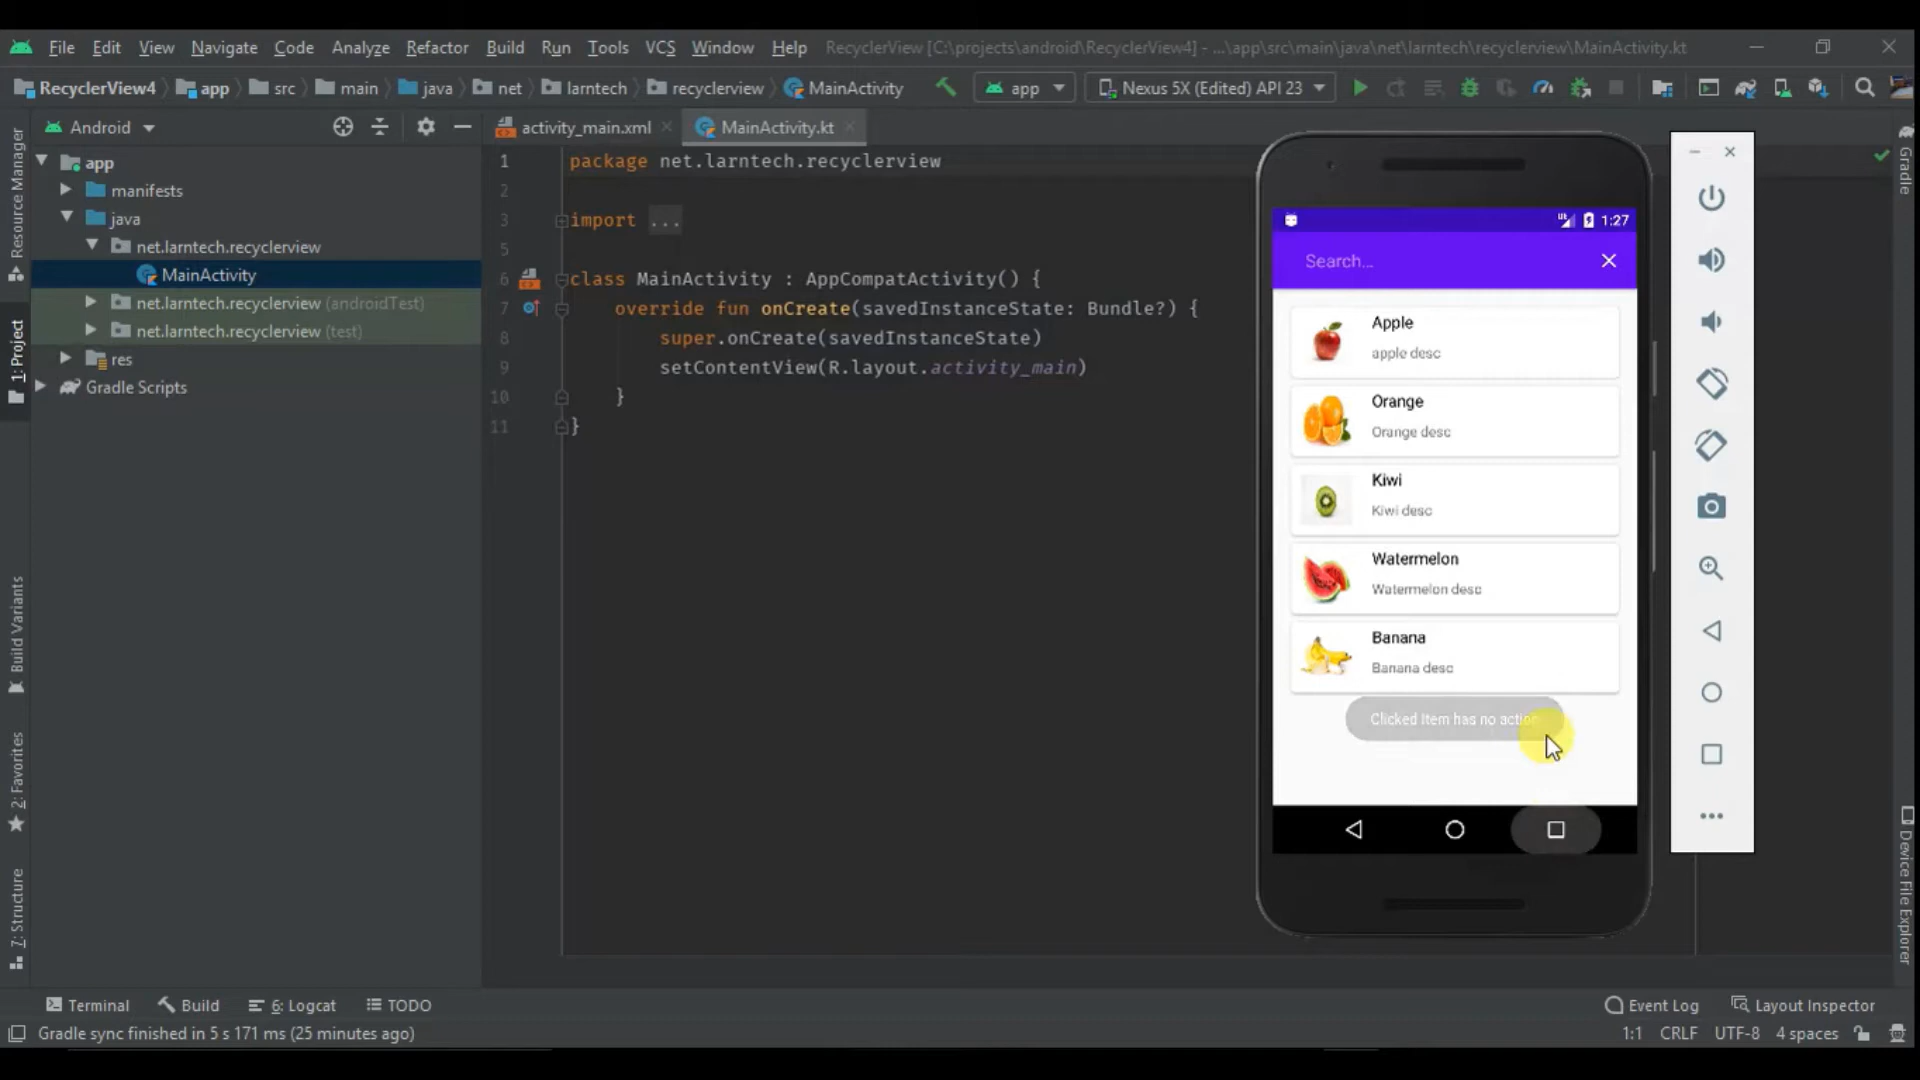 File Edit View Navigate Code Analyze Refactor Build Run Tools VCS Window Help RecyclerView [C:\projects\android\RecyclerView4] - ...\app\src\main\java\net\larntech\recyclerview\MainActivity.kt
RecyclerView4 app src main java net larntech recyclerview MainActivity app Nexus 5X (Edited) API 23
Resource Manager
1: Project
Build Variants
2: Favorites
7: Structure
Android
app
manifests
java
net.larntech.recyclerview
MainActivity
net.larntech.recyclerview (androidTest)
net.larntech.recyclerview (test)
res
Gradle Scripts
activity_main.xml MainActivity.kt
1 package net.larntech.recyclerview
2
3 import ...
5
6 class MainActivity : AppCompatActivity() {
7 override fun onCreate(savedInstanceState: Bundle?) {
8 super.onCreate(savedInstanceState)
9 setContentView(R.layout.activity_main)
10 }
11 }
1:27
Search...
Apple
apple desc
Orange
Orange desc
Kiwi
Kiwi desc
Watermelon
Watermelon desc
Banana
Banana desc
Clicked Item has no action
Gradle
Device File Explorer
Terminal Build 6: Logcat TODO Event Log Layout Inspector
Gradle sync finished in 5 s 171 ms (25 minutes ago) 1:1 CRLF UTF-8 4 spaces